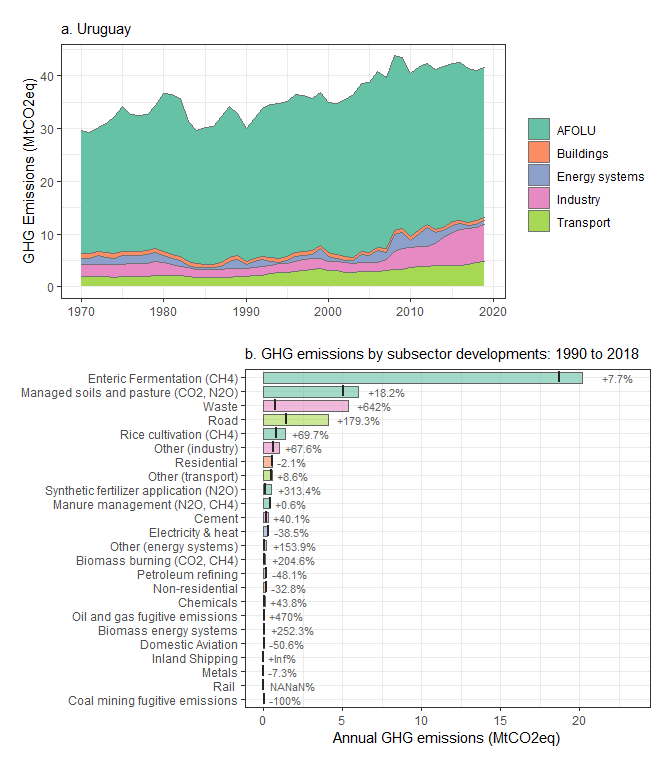 a. Uruguay
GHG Emissions (MtCO2eq)
40
30
20
10
0
1970 1980 1990 2000 2010 2020
AFOLU
Buildings
Energy systems
Industry
Transport
b. GHG emissions by subsector developments: 1990 to 2018
Enteric Fermentation (CH4) +7.7%
Managed soils and pasture (CO2, N2O) +18.2%
Waste +642%
Road +179.3%
Rice cultivation (CH4) +69.7%
Other (industry) +67.6%
Residential -2.1%
Other (transport) +8.6%
Synthetic fertilizer application (N2O) +313.4%
Manure management (N2O, CH4) +0.6%
Cement +40.1%
Electricity & heat -38.5%
Other (energy systems) +153.9%
Biomass burning (CO2, CH4) +204.6%
Petroleum refining -48.1%
Non-residential -32.8%
Chemicals +43.8%
Oil and gas fugitive emissions +470%
Biomass energy systems +252.3%
Domestic Aviation -50.6%
Inland Shipping +Inf%
Metals -7.3%
Rail NANaN%
Coal mining fugitive emissions -100%
0 5 10 15 20
Annual GHG emissions (MtCO2eq)